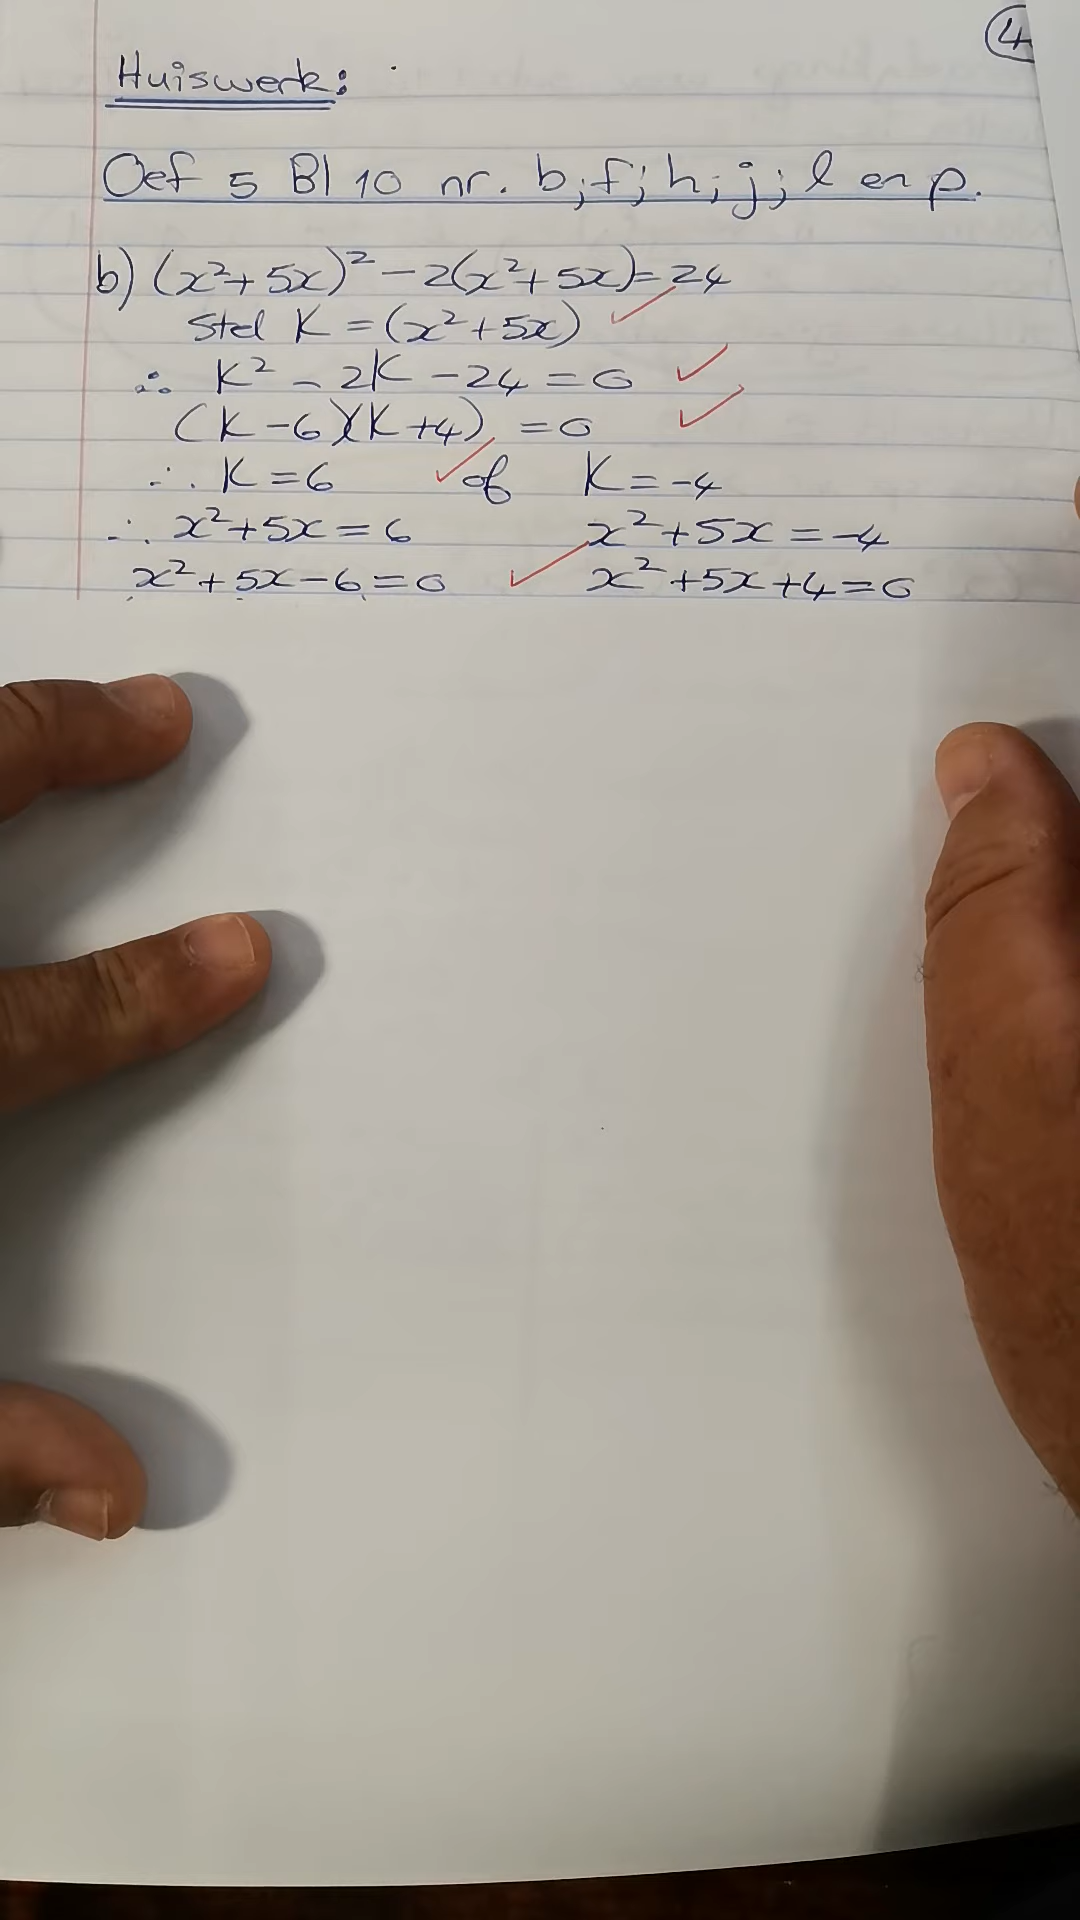 4
Huiswerk:
Oef 5 Bl 10 nr. b; f; h; j; l en p.
b) (x²+5x)² - 2(x²+5x) = 24
Stel K = (x²+5x)
∴ K² - 2K - 24 = 0
(K-6)(K+4) = 0
∴ K = 6 of K = -4
∴ x²+5x = 6 x²+5x = -4
x²+5x-6 = 0 x²+5x+4 = 0